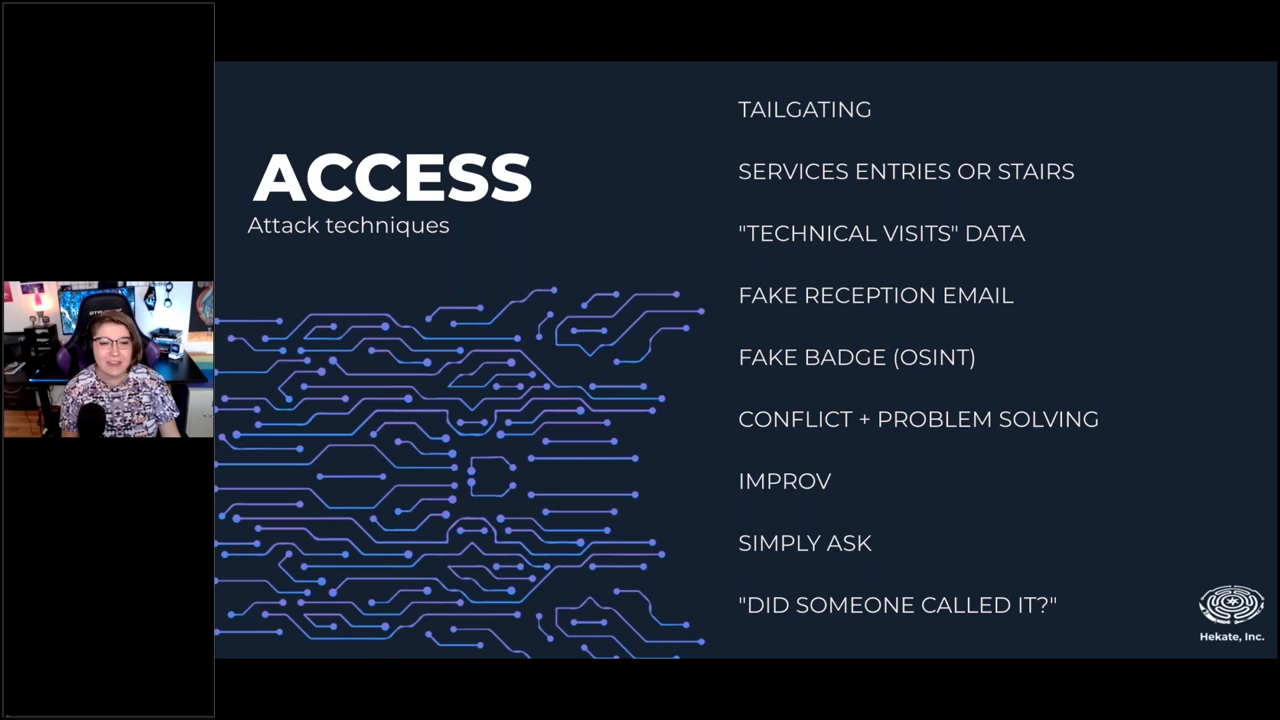 ACCESS
Attack techniques
TAILGATING
SERVICES ENTRIES OR STAIRS
"TECHNICAL VISITS" DATA
FAKE RECEPTION EMAIL
FAKE BADGE (OSINT)
CONFLICT + PROBLEM SOLVING
IMPROV
SIMPLY ASK
"DID SOMEONE CALLED IT?"
Hekate, Inc.